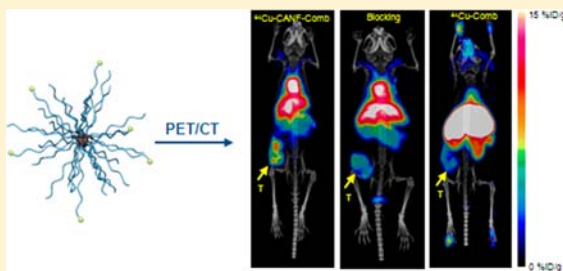 ⁶⁴Cu-CANF-Comb
Blocking
⁶⁴Cu-Comb
15 %ID/g
PET/CT
T
T
T
0 %ID/g